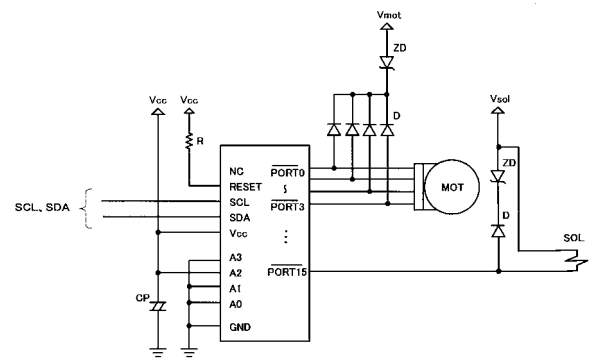 Vmot
ZD
Vcc
Vcc
Vsol
D
R
ZD
NC
PORT0
RESET
MOT
SCL
SCL、SDA
SDA
PORT3
D
Vcc
SOL
A3
A2
PORT15
CP
A1
A0
GND